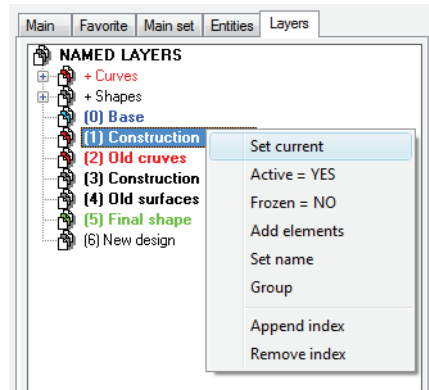 Main Favorite Main set Entities Layers
NAMED LAYERS
+ Curves
+ Shapes
(0) Base
(1) Construction
(2) Old cruves
(3) Construction
(4) Old surfaces
(5) Final shape
(6) New design
Set current
Active = YES
Frozen = NO
Add elements
Set name
Group
Append index
Remove index